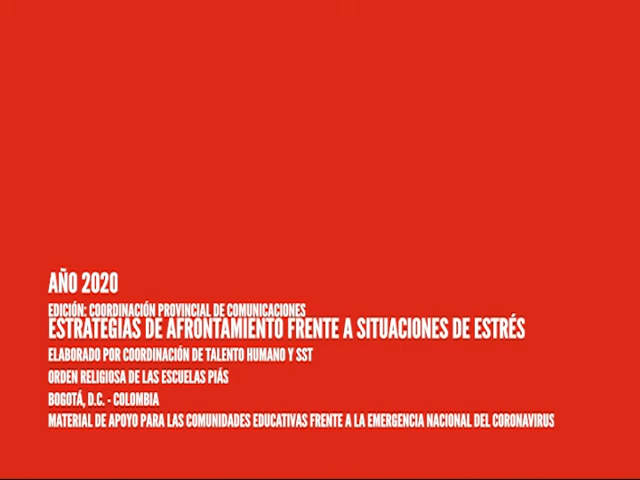 AÑO 2020
EDICIÓN: COORDINACIÓN PROVINCIAL DE COMUNICACIONES
ESTRATEGIAS DE AFRONTAMIENTO FRENTE A SITUACIONES DE ESTRÉS
ELABORADO POR COORDINACIÓN DE TALENTO HUMANO Y SST
ORDEN RELIGIOSA DE LAS ESCUELAS PIÁS
BOGOTÁ, D.C. - COLOMBIA
MATERIAL DE APOYO PARA LAS COMUNIDADES EDUCATIVAS FRENTE A LA EMERGENCIA NACIONAL DEL CORONAVIRUS